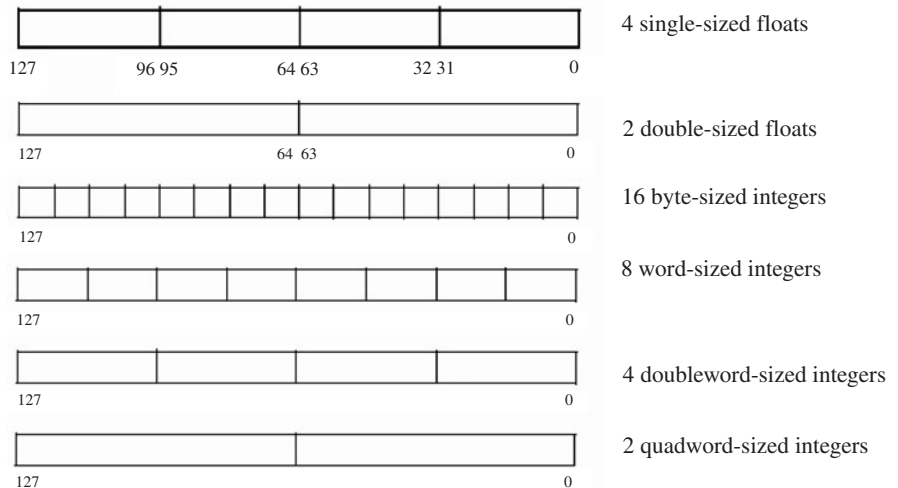 4 single-sized floats
127 96 95 64 63 32 31 0
2 double-sized floats
127 64 63 0
16 byte-sized integers
127 0
8 word-sized integers
127 0
4 doubleword-sized integers
127 0
2 quadword-sized integers
127 0